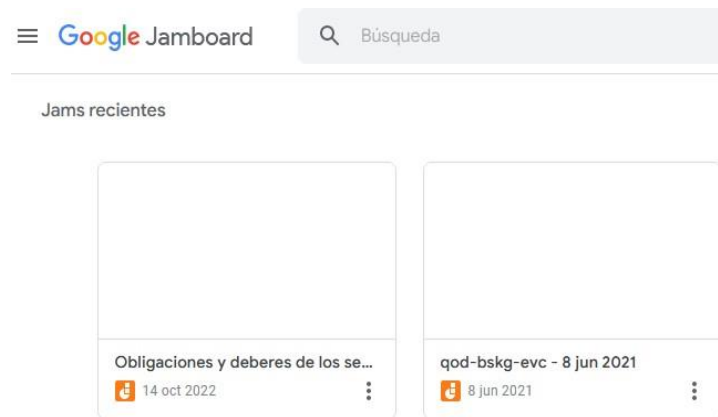 Google Jamboard
Búsqueda
Jams recientes
Obligaciones y deberes de los se...
14 oct 2022
qod-bskg-evc - 8 jun 2021
8 jun 2021